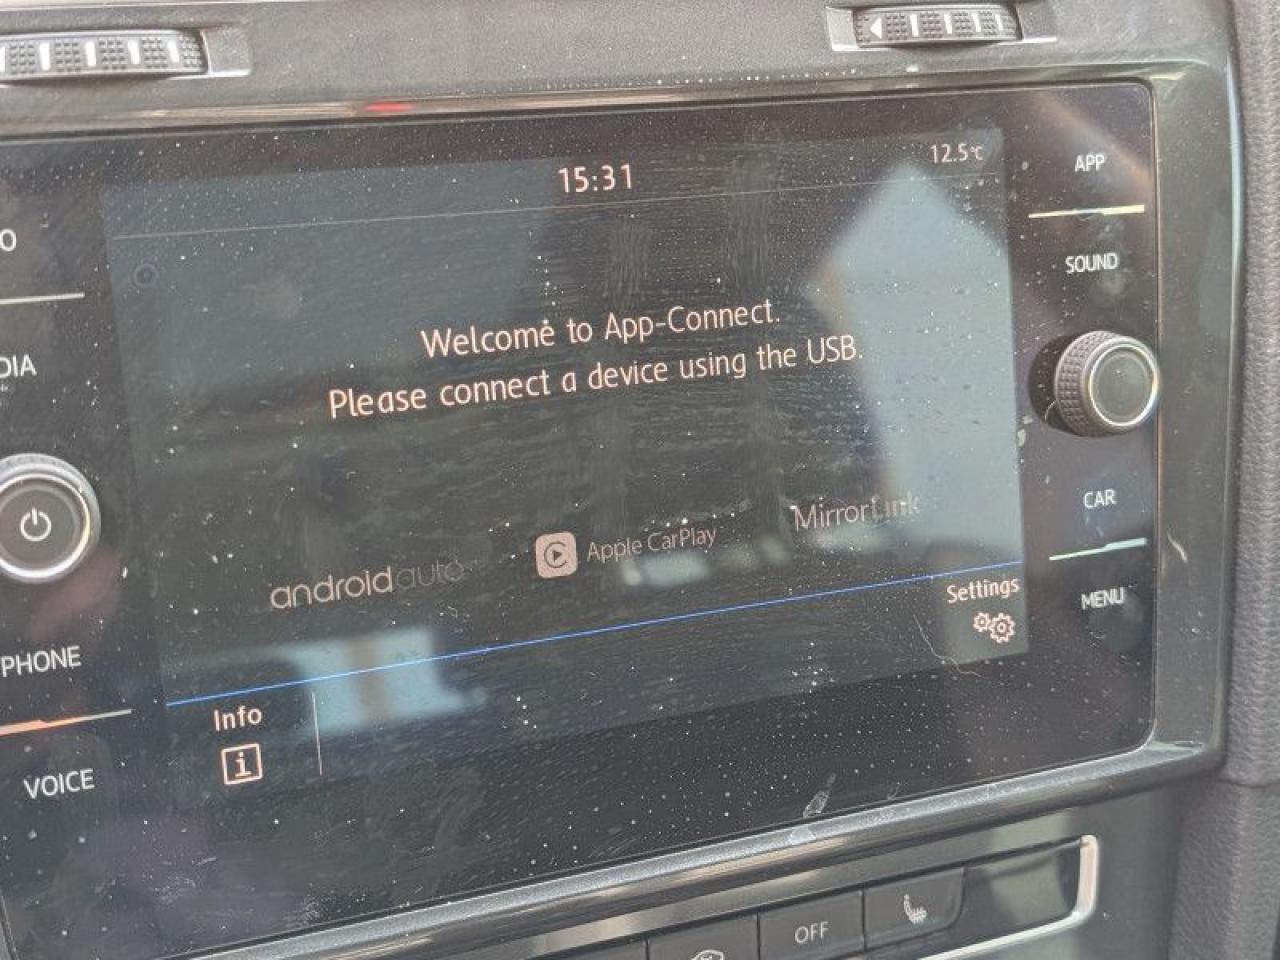 15:31
12.5°C
APP
SOUND
CAR
MENU
PHONE
VOICE
Welcome to App-Connect.
Please connect a device using the USB.
androidauto
Apple CarPlay
MirrorLink
Settings
Info
i
OFF